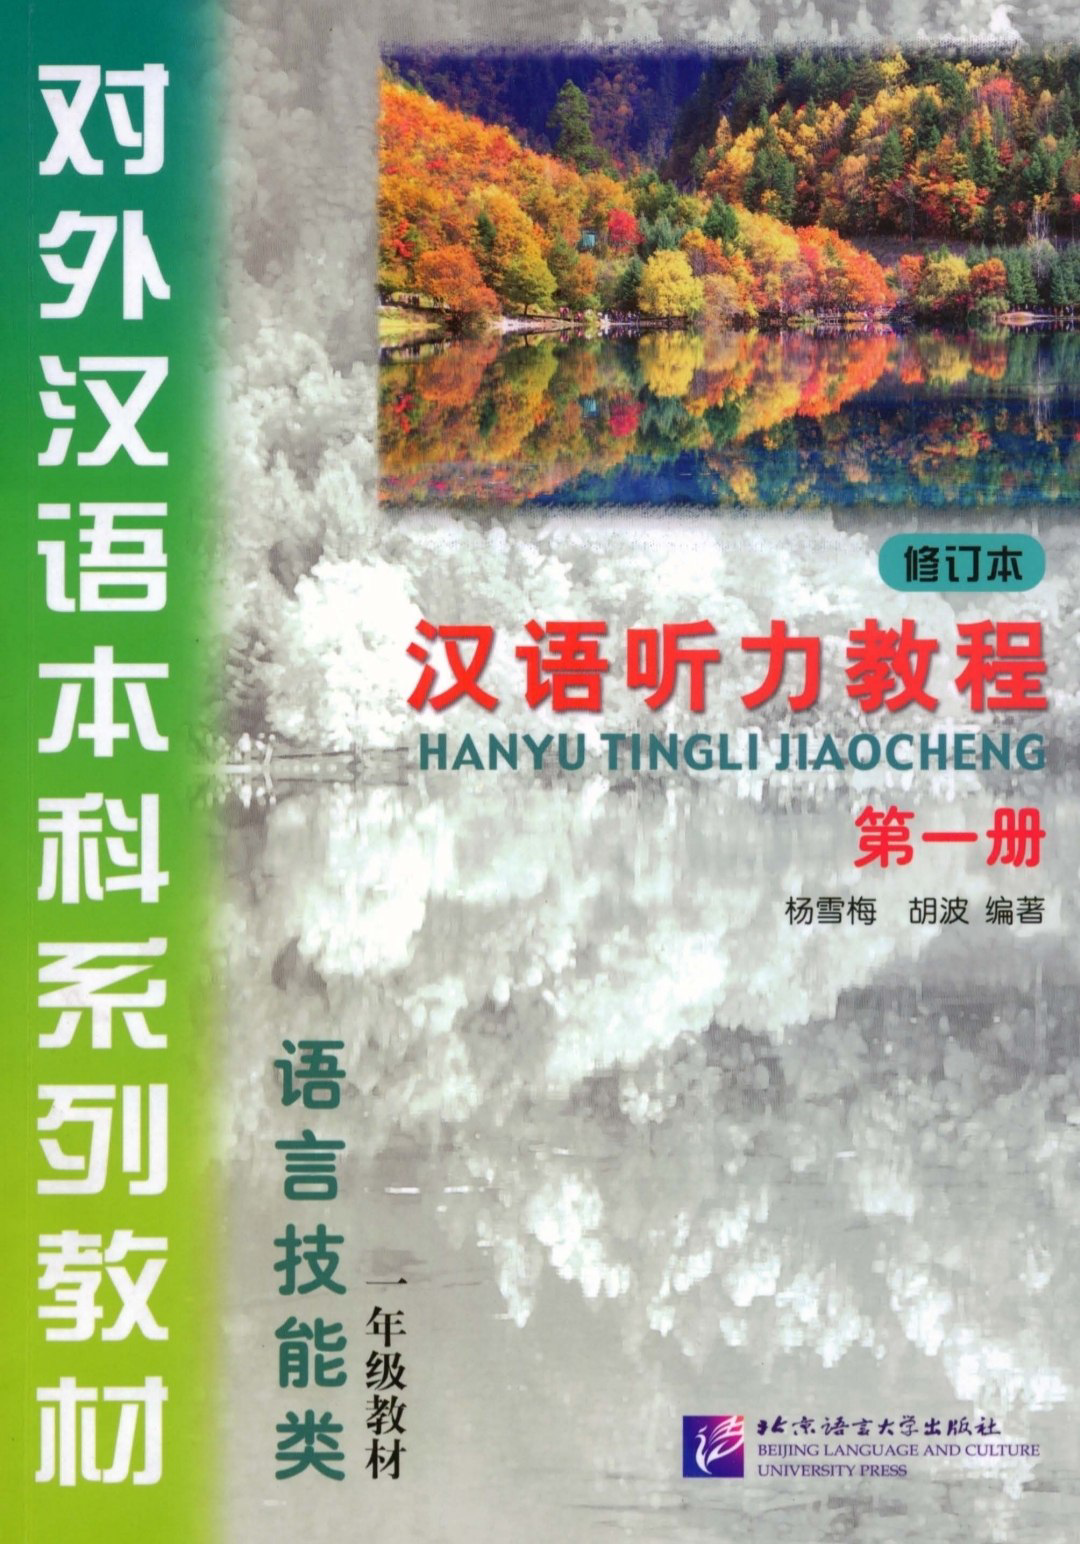 对外汉语本科系列教材
修订本
汉语听力教程
HANYU TINGLI JIAOCHENG
第一册
杨雪梅 胡波 编著
语言技能类
一年级教材
北京语言大学出版社
BEIJING LANGUAGE AND CULTURE
UNIVERSITY PRESS